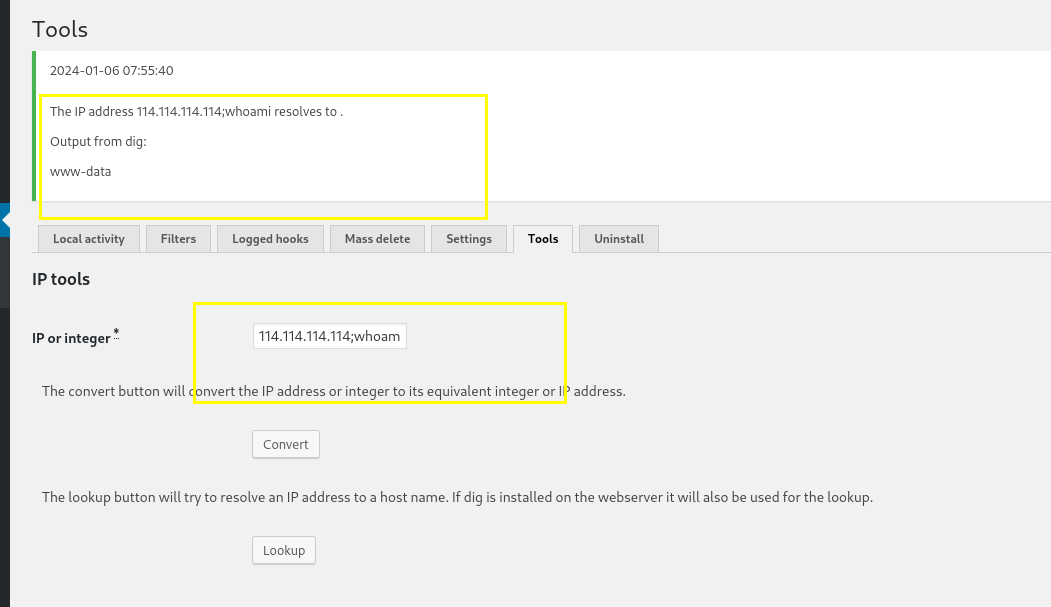 Tools
2024-01-06 07:55:40
The IP address 114.114.114.114;whoami resolves to .
Output from dig:
www-data
Local activity Filters Logged hooks Mass delete Settings Tools Uninstall
IP tools
IP or integer * 114.114.114.114;whoam
The convert button will convert the IP address or integer to its equivalent integer or IP address.
Convert
The lookup button will try to resolve an IP address to a host name. If dig is installed on the webserver it will also be used for the lookup.
Lookup